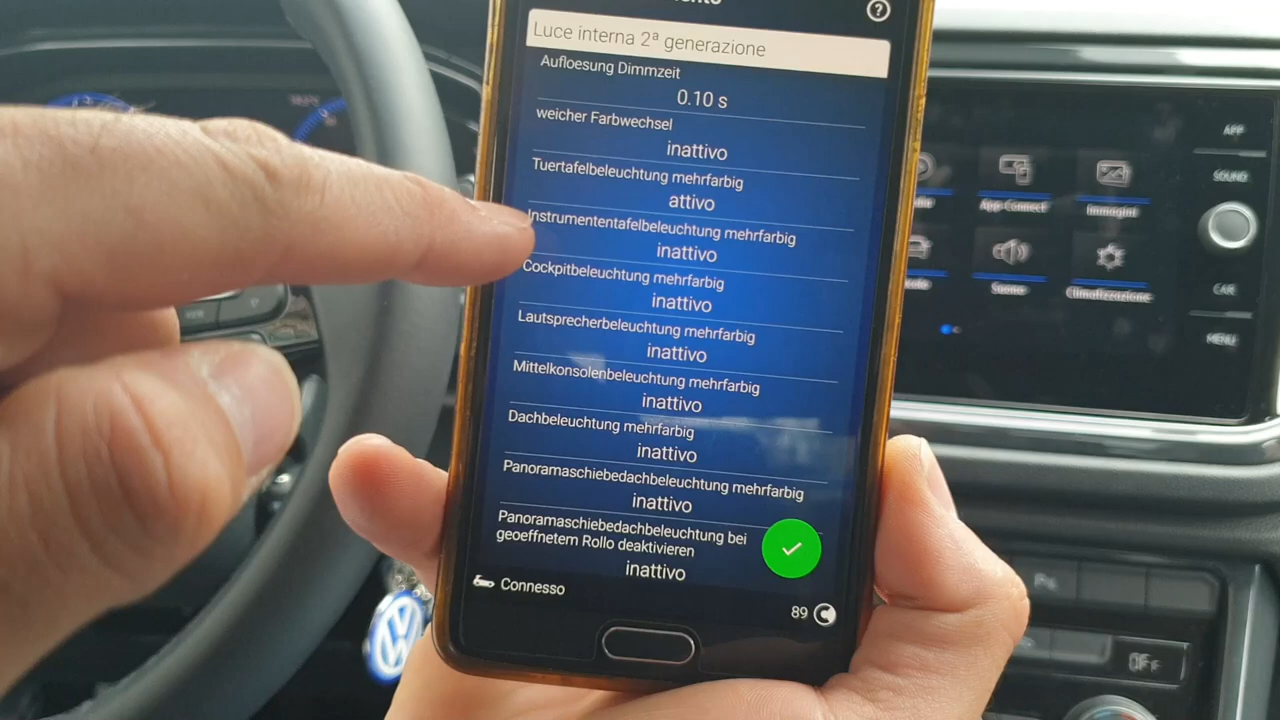 Luce interna 2ª generazione
Aufloesung Dimmzeit
0.10 s
weicher Farbwechsel
inattivo
Tuertafelbeleuchtung mehrfarbig
attivo
Instrumententafelbeleuchtung mehrfarbig
inattivo
Cockpitbeleuchtung mehrfarbig
inattivo
Lautsprecherbeleuchtung mehrfarbig
inattivo
Mittelkonsolenbeleuchtung mehrfarbig
inattivo
Dachbeleuchtung mehrfarbig
inattivo
Panoramaschiebedachbeleuchtung mehrfarbig
inattivo
Panoramaschiebedachbeleuchtung bei
geoeffnetem Rollo deaktivieren
inattivo
Connesso
89
APP
SOUND
App-Connect
Immagini
Suono
Climatizzazione
CAR
MENU
OFF